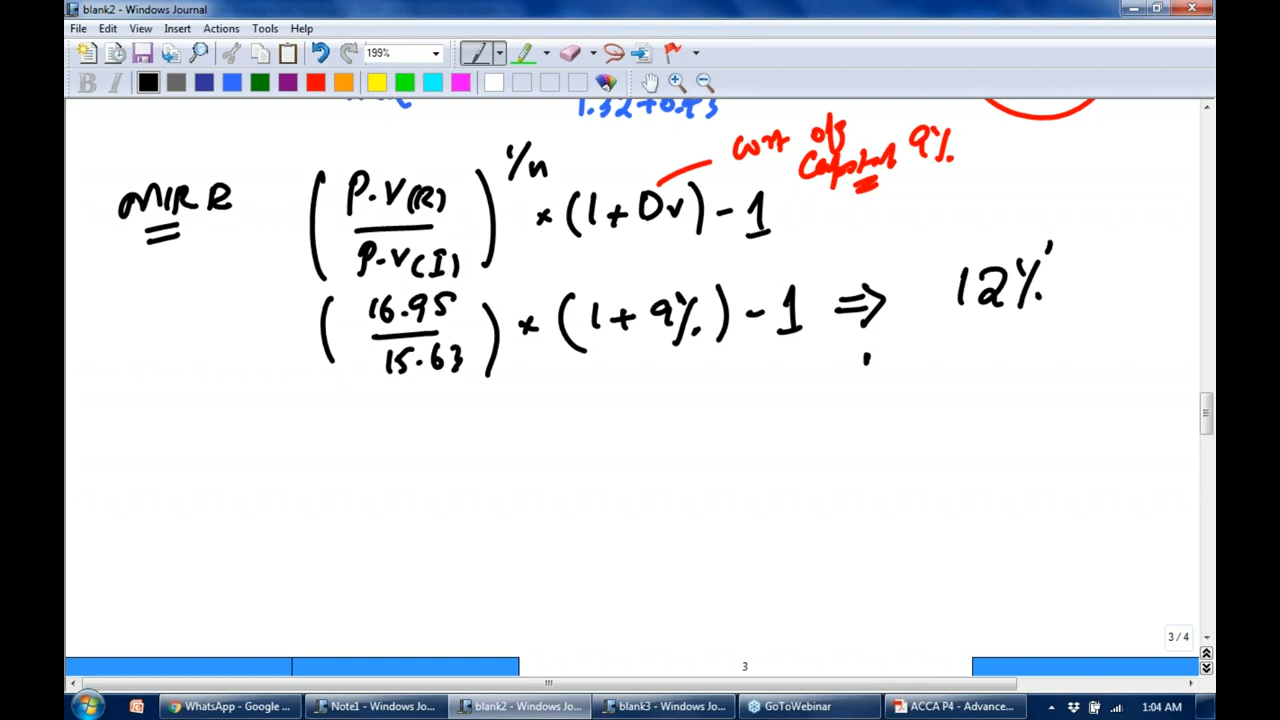 blank2 - Windows Journal
File Edit View Insert Actions Tools Help
199%
B I
1.32+0.
cost of capital 9%
MIRR (P.V(R) / P.V(I))^1/n × (1 + Dr) - 1
(16.95 / 15.63) × (1 + 9%) - 1 ⇒ 12%
3 / 4
3
WhatsApp - Google ... Note1 - Windows Jo... blank2 - Windows Jo... blank3 - Windows Jo... GoToWebinar ACCA P4 - Advance... 1:04 AM